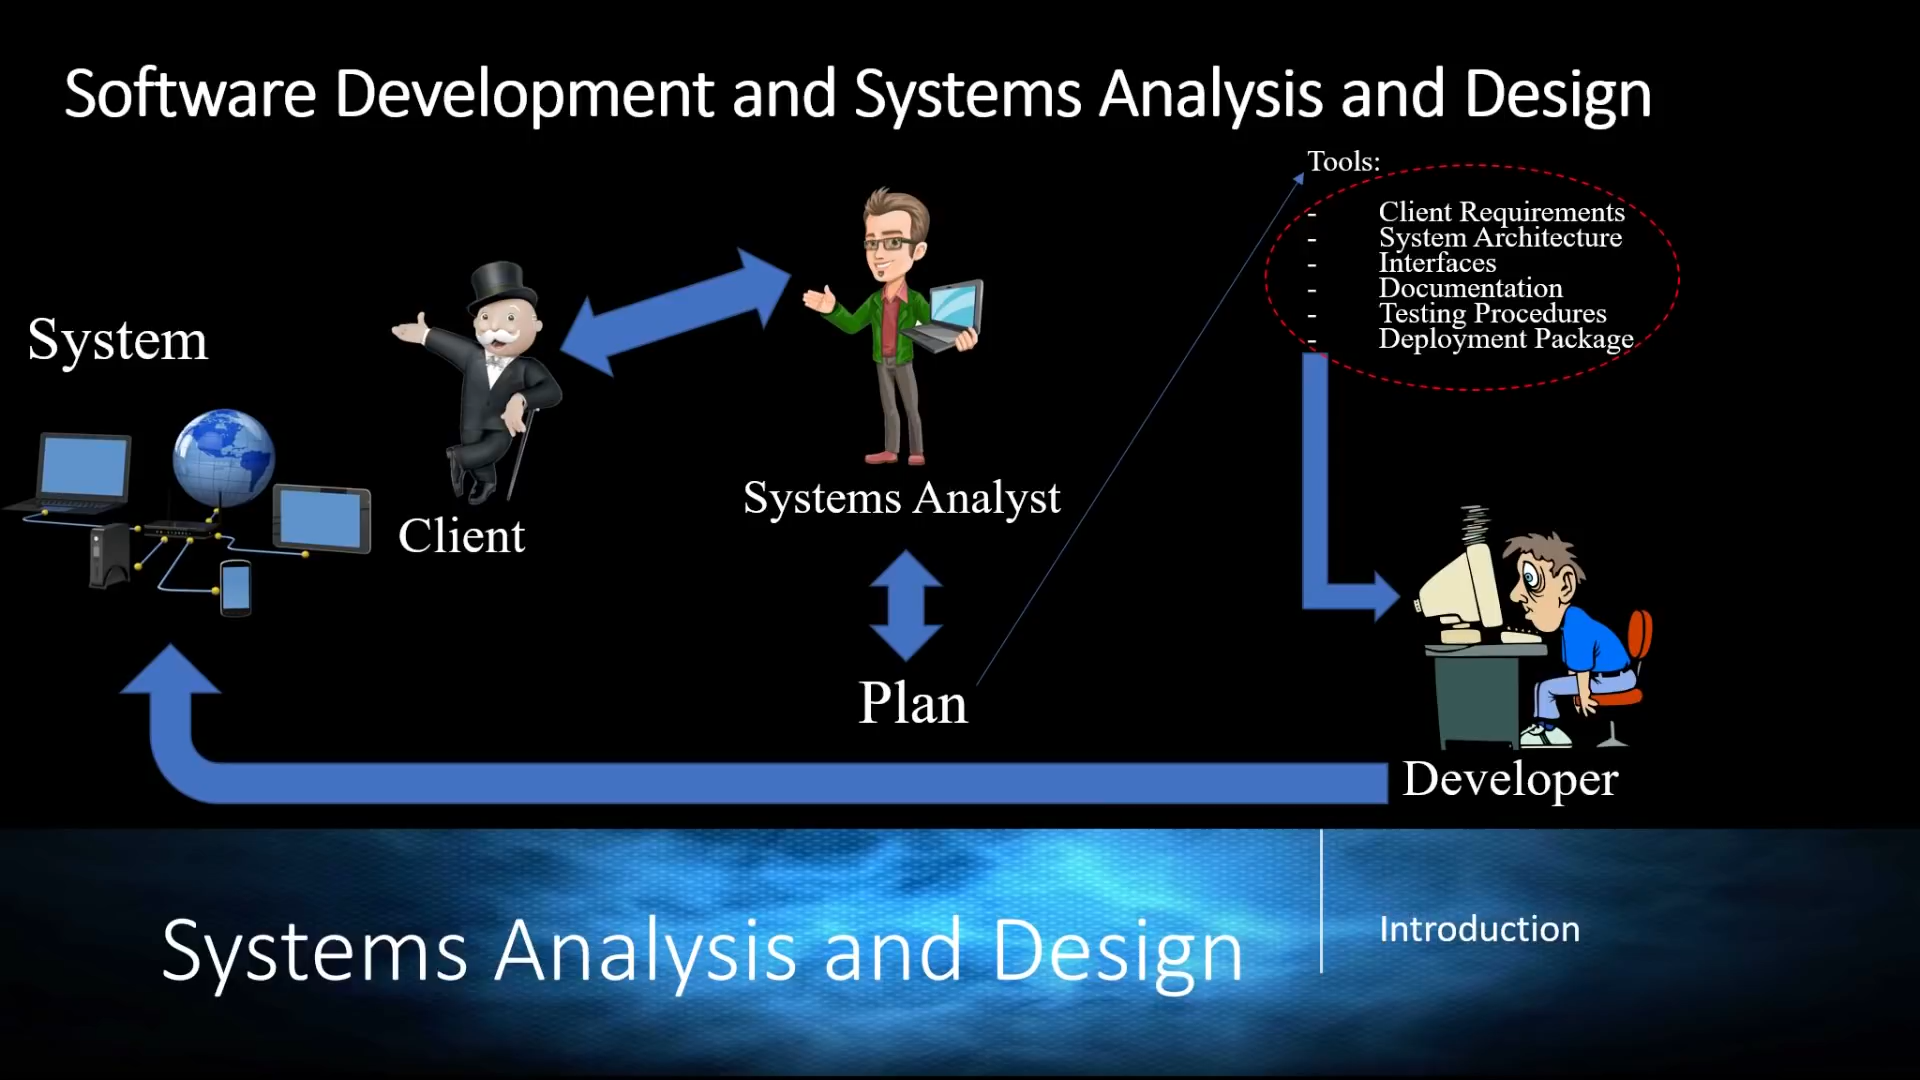 Software Development and Systems Analysis and Design
Tools:
- Client Requirements
- System Architecture
- Interfaces
- Documentation
- Testing Procedures
- Deployment Package
System
Client
Systems Analyst
Plan
Developer
Systems Analysis and Design
Introduction